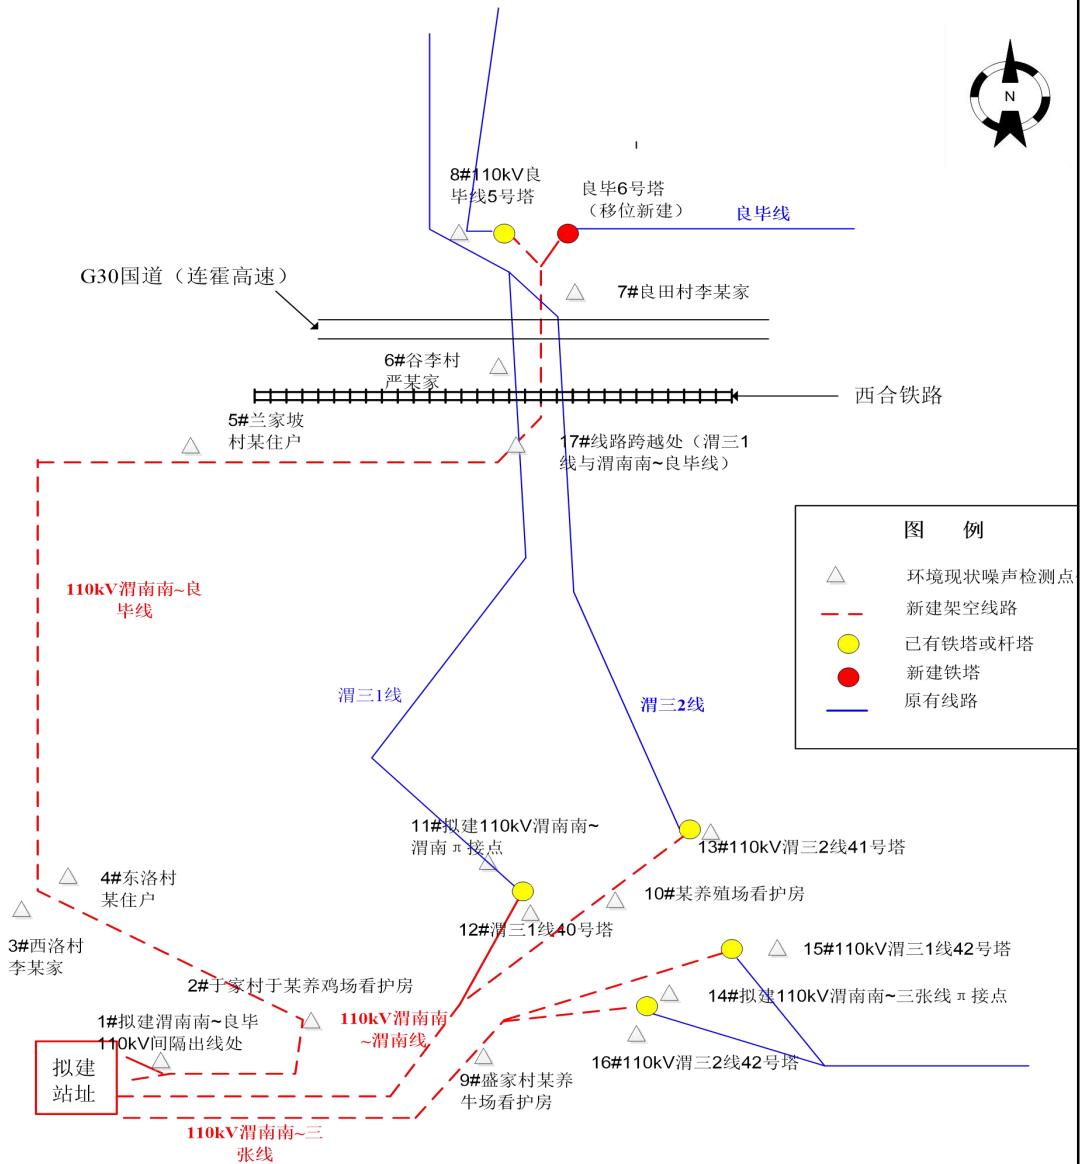 N
8#110kV良
毕线5号塔
良毕6号塔
（移位新建）
良毕线
G30国道（连霍高速）
7#良田村李某家
6#谷李村
严某家
西合铁路
5#兰家坡
村某住户
17#线路跨越处（渭三1
线与渭南南~良毕线）
图 例
环境现状噪声检测点
新建架空线路
已有铁塔或杆塔
新建铁塔
原有线路
110kV渭南南~良
毕线
渭三1线
渭三2线
11#拟建110kV渭南南~
渭南π接点
13#110kV渭三2线41号塔
4#东洛村
某住户
10#某养殖场看护房
12#渭三1线40号塔
3#西洛村
李某家
15#110kV渭三1线42号塔
2#于家村于某养鸡场看护房
14#拟建110kV渭南南~三张线π接点
1#拟建渭南南~良毕
110kV间隔出线处
110kV渭南南
~渭南线
拟建
站址
16#110kV渭三2线42号塔
9#盛家村某养
牛场看护房
110kV渭南南~三
张线